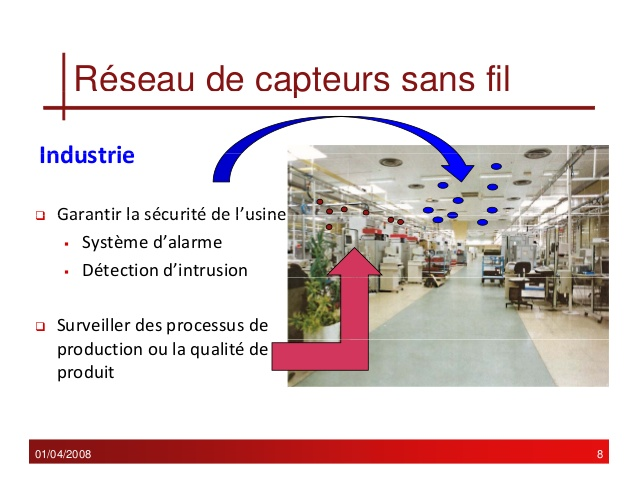 Réseau de capteurs sans fil
Industrie
Garantir la sécurité de l’usine
Système d’alarme
Détection d’intrusion
Surveiller des processus de
production ou la qualité de
produit
01/04/2008
8